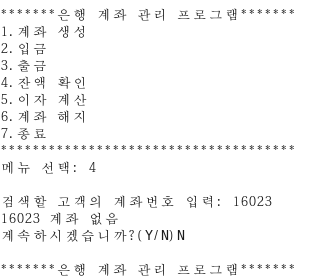 *******은행 계좌 관리 프로그램*******
1. 계좌 생성
2. 입금
3. 출금
4. 잔액 확인
5. 이자 계산
6. 계좌 해지
7. 종료
************************************
메뉴 선택: 4
검색할 고객의 계좌번호 입력: 16023
16023 계좌 없음
계속하시겠습니까?(Y/N)N
*******은행 계좌 관리 프로그램*******